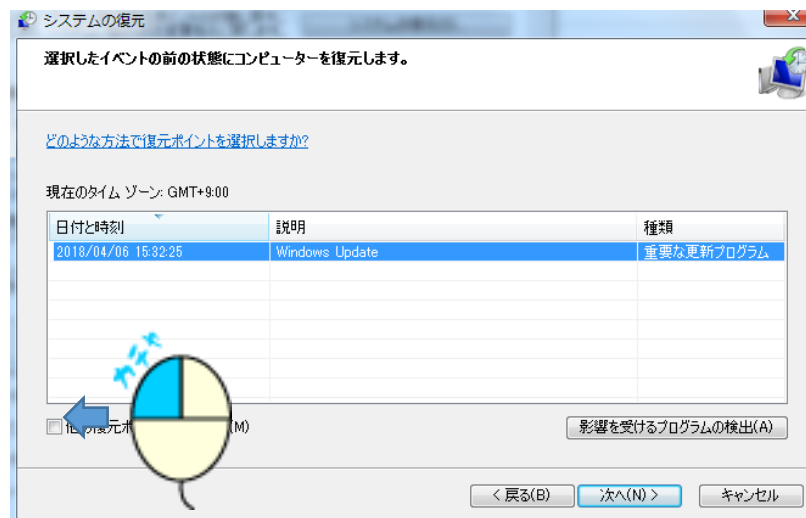 システムの復元
選択したイベントの前の状態にコンピューターを復元します。
どのような方法で復元ポイントを選択しますか?
現在のタイム ゾーン: GMT+9:00
日付と時刻 説明 種類
2018/04/06 15:32:25 Windows Update 重要な更新プログラム
カチャ
(M) 影響を受けるプログラムの検出(A)
< 戻る(B) 次へ(N) > キャンセル